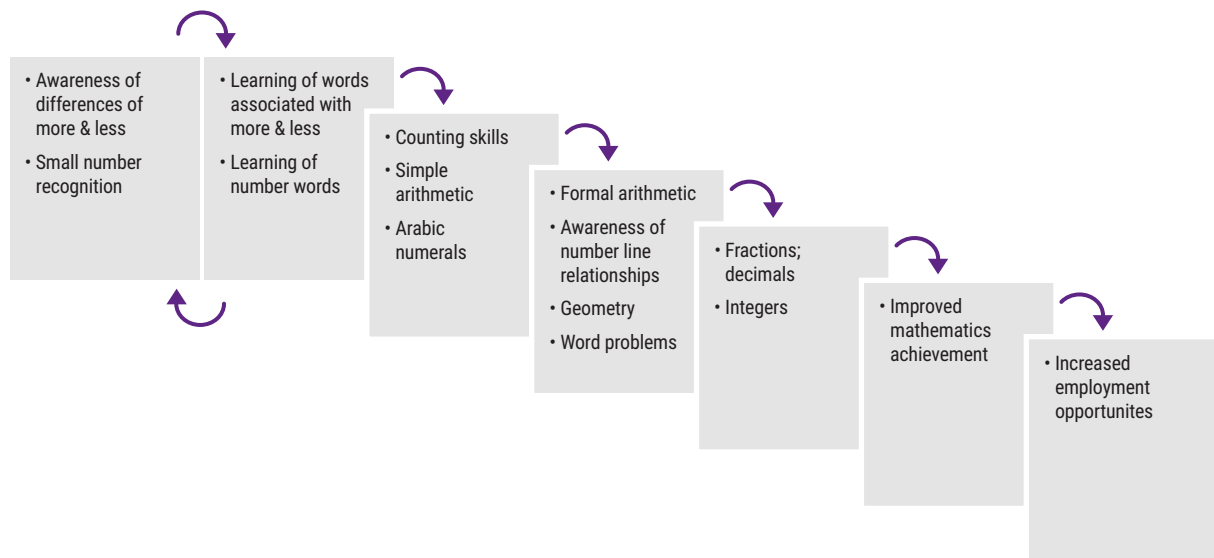 • Awareness of
differences of
more & less
• Small number
recognition
• Learning of words
associated with
more & less
• Learning of
number words
• Counting skills
• Simple
arithmetic
• Arabic
numerals
• Formal arithmetic
• Awareness of
number line
relationships
• Geometry
• Word problems
• Fractions;
decimals
• Integers
• Improved
mathematics
achievement
• Increased
employment
opportunites